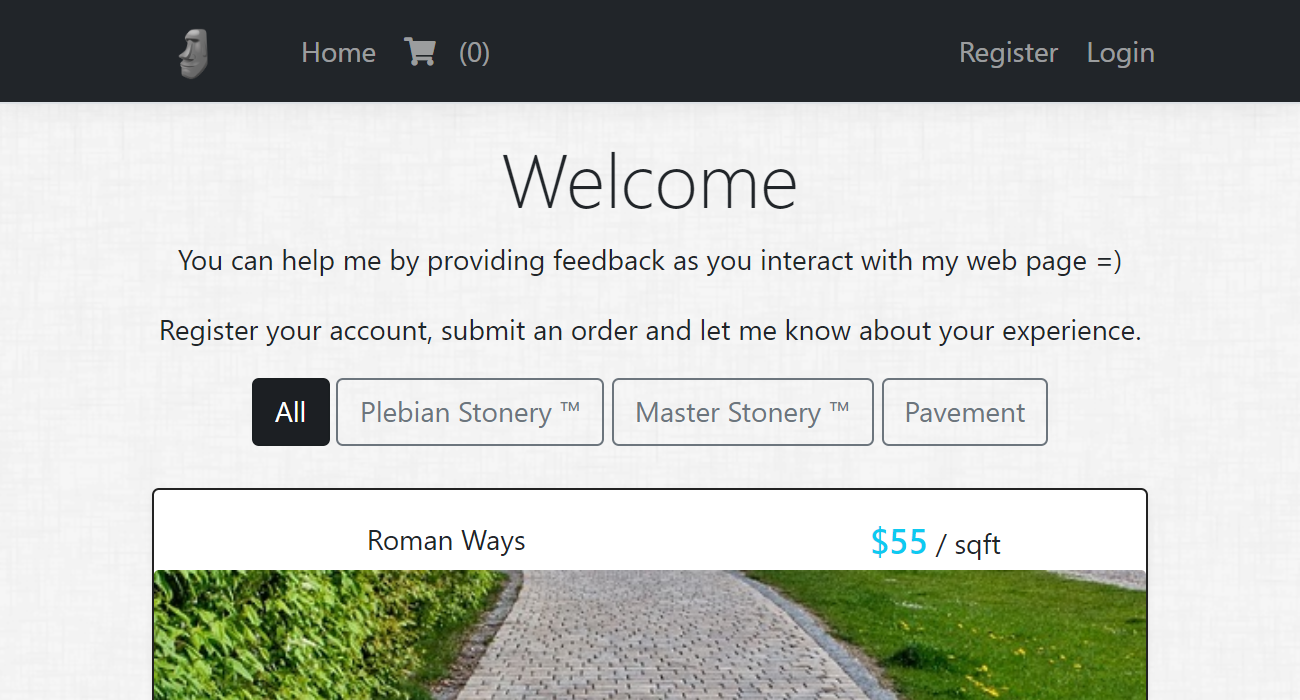 Home (0) Register Login
Welcome
You can help me by providing feedback as you interact with my web page =)
Register your account, submit an order and let me know about your experience.
All Plebian Stonery ™ Master Stonery ™ Pavement
Roman Ways $55 / sqft